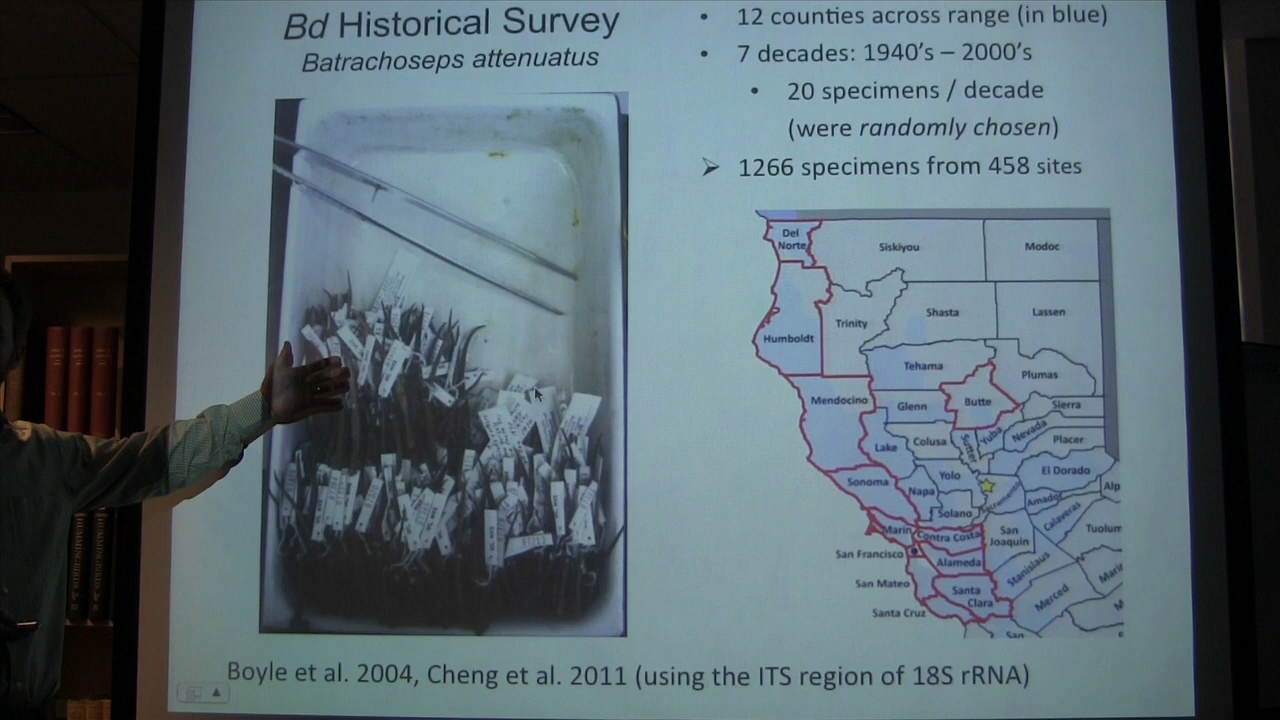 Bd Historical Survey
Batrachoseps attenuatus
• 12 counties across range (in blue)
• 7 decades: 1940's – 2000's
• 20 specimens / decade
(were randomly chosen)
➢ 1266 specimens from 458 sites
Del
Norte
Siskiyou
Modoc
Humboldt
Trinity
Shasta
Lassen
Tehama
Plumas
Mendocino
Glenn
Butte
Sierra
Lake
Colusa
Sutter
Yuba
Nevada
Placer
Sonoma
Napa
Yolo
Sacramento
El Dorado
Alp
Solano
Amador
Calaveras
Marin
Contra Costa
San
Joaquin
Tuolum
San Francisco
Alameda
Stanislaus
Marin
San Mateo
Santa
Clara
Merced
M
Santa Cruz
San
Boyle et al. 2004, Cheng et al. 2011 (using the ITS region of 18S rRNA)